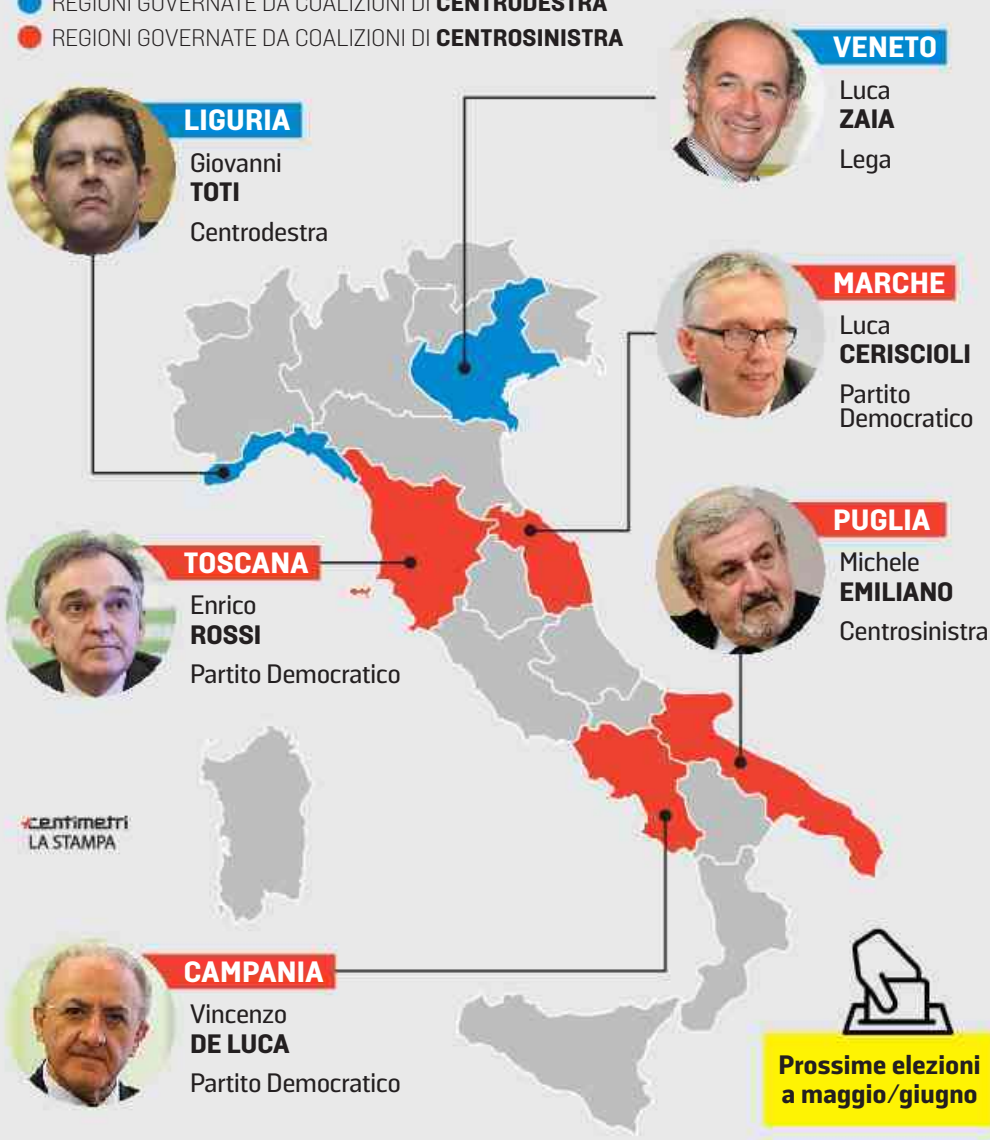 REGIONI GOVERNATE DA COALIZIONI DI CENTRODESTRA
REGIONI GOVERNATE DA COALIZIONI DI CENTROSINISTRA
VENETO
Luca
ZAIA
Lega
LIGURIA
Giovanni
TOTI
Centrodestra
MARCHE
Luca
CERISCIOLI
Partito
Democratico
PUGLIA
Michele
EMILIANO
Centrosinistra
TOSCANA
Enrico
ROSSI
Partito Democratico
centimetri
LA STAMPA
CAMPANIA
Vincenzo
DE LUCA
Partito Democratico
Prossime elezioni
a maggio/giugno